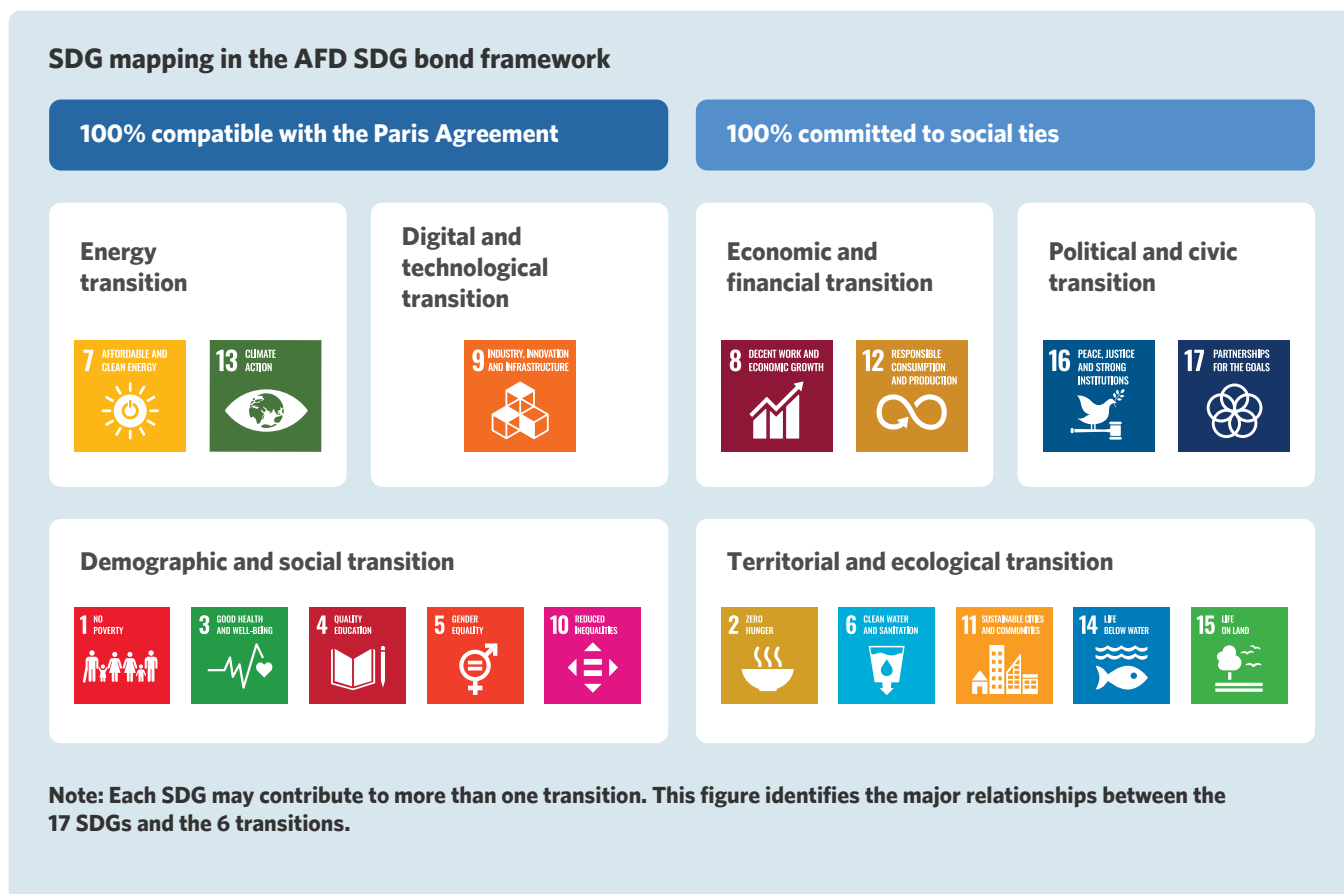 SDG mapping in the AFD SDG bond framework
100% compatible with the Paris Agreement
100% committed to social ties
Energy
transition
7 AFFORDABLE AND
CLEAN ENERGY
13 CLIMATE
ACTION
Digital and
technological
transition
9 INDUSTRY, INNOVATION
AND INFRASTRUCTURE
Economic and
financial transition
8 DECENT WORK AND
ECONOMIC GROWTH
12 RESPONSIBLE
CONSUMPTION
AND PRODUCTION
Political and civic
transition
16 PEACE, JUSTICE
AND STRONG
INSTITUTIONS
17 PARTNERSHIPS
FOR THE GOALS
Demographic and social transition
1 NO
POVERTY
3 GOOD HEALTH
AND WELL-BEING
4 QUALITY
EDUCATION
5 GENDER
EQUALITY
10 REDUCED
INEQUALITIES
Territorial and ecological transition
2 ZERO
HUNGER
6 CLEAN WATER
AND SANITATION
11 SUSTAINABLE CITIES
AND COMMUNITIES
14 LIFE
BELOW WATER
15 LIFE
ON LAND
Note: Each SDG may contribute to more than one transition. This figure identifies the major relationships between the
17 SDGs and the 6 transitions.